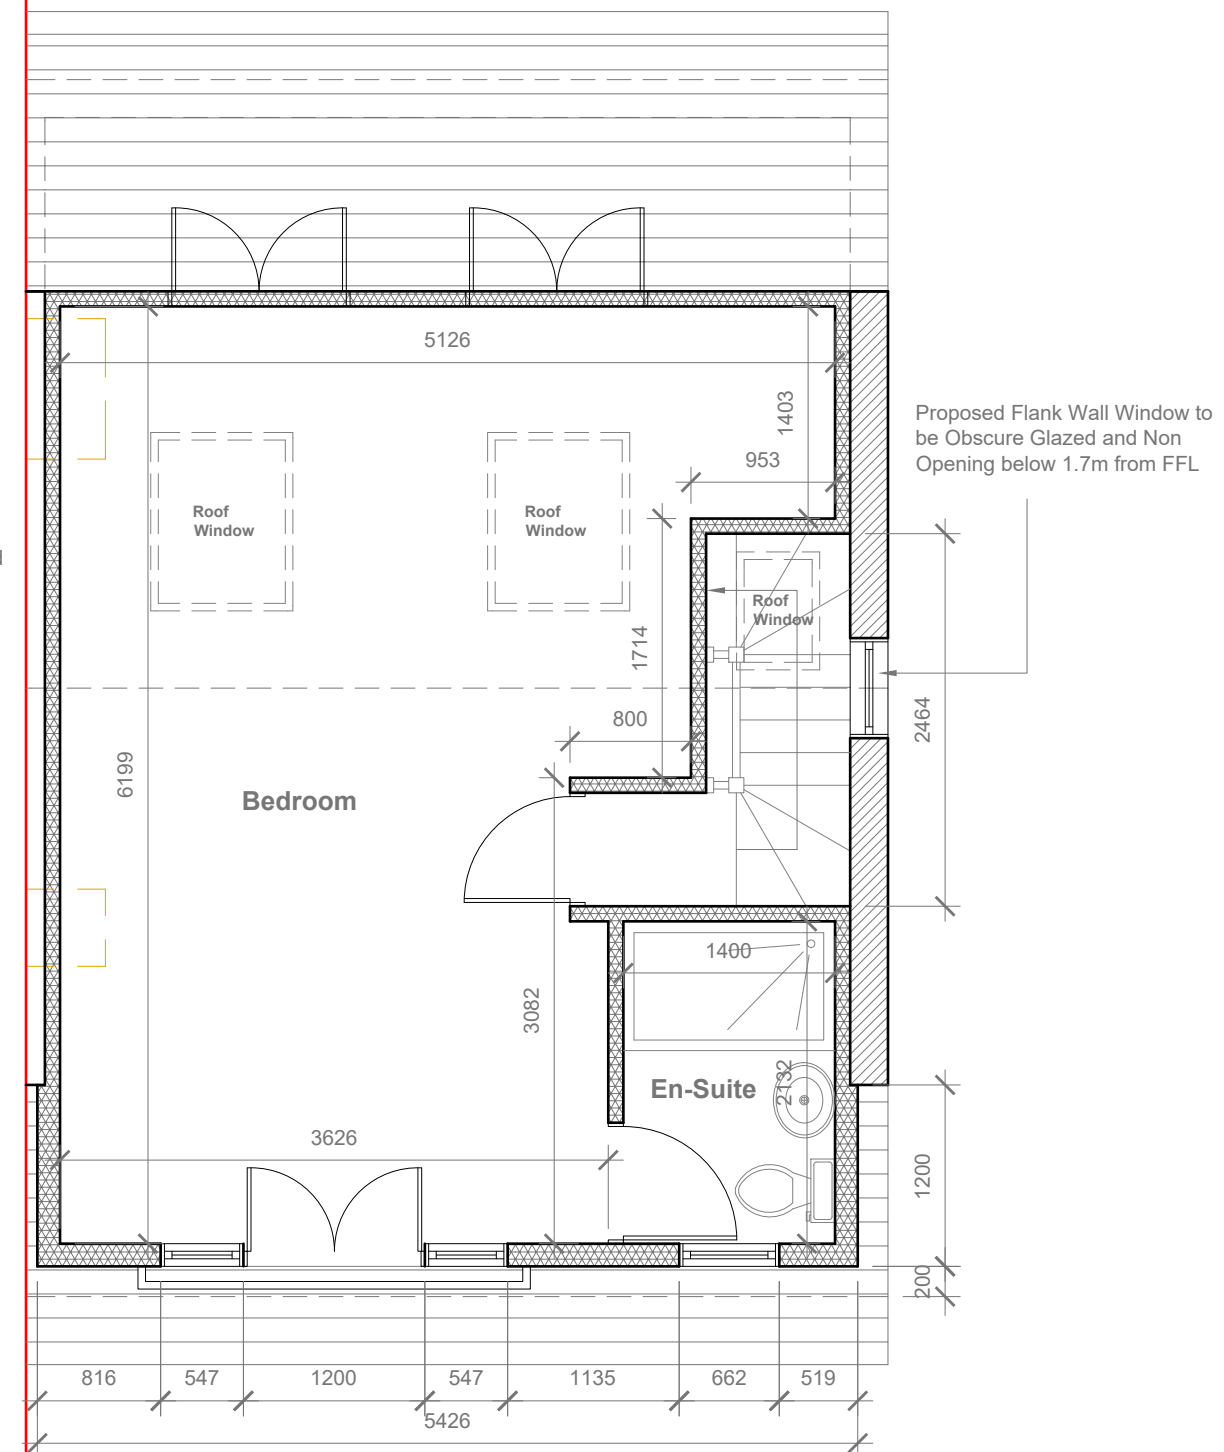 5126
1403
Proposed Flank Wall Window to
be Obscure Glazed and Non
Opening below 1.7m from FFL
953
Roof
Window
Roof
Window
Roof
Window
1714
800
2464
6199
Bedroom
1400
3082
En-Suite
2132
3626
1200
200
816
547
1200
547
1135
662
519
5426